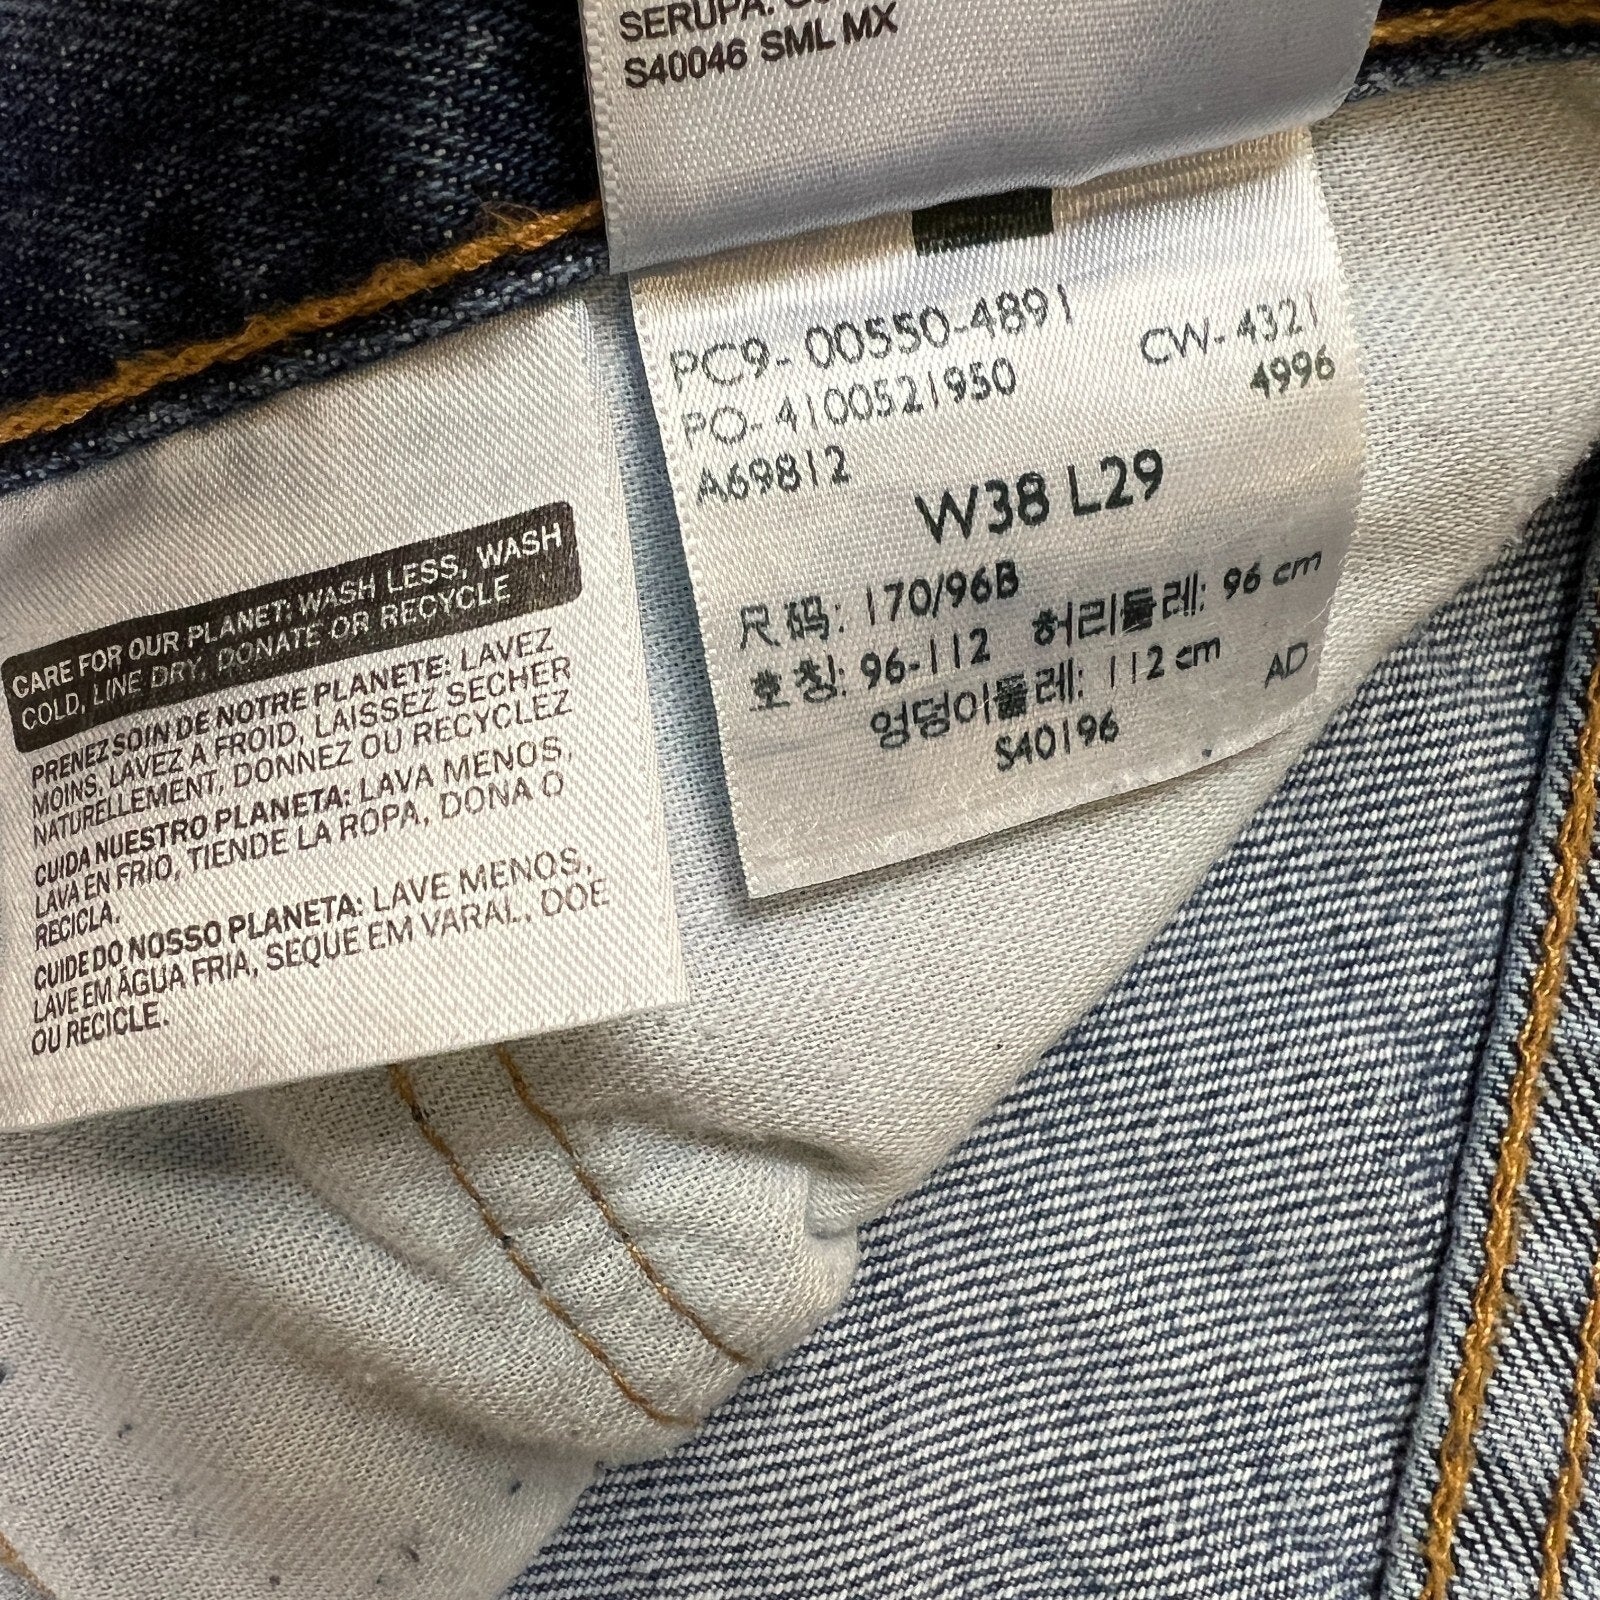 SERUPA.
S40046 SML MX
PC9-00550-4891
CW-4321
PO-4100521950
4996
A69812
W38 L29
尺码: 170/96B
호칭: 96-112 허리둘레: 96 cm
엉덩이둘레: 112 cm
AD
S40196
CARE FOR OUR PLANET: WASH LESS, WASH
COLD, LINE DRY, DONATE OR RECYCLE
PRENEZ SOIN DE NOTRE PLANETE: LAVEZ
MOINS, LAVEZ A FROID, LAISSEZ SECHER
NATURELLEMENT, DONNEZ OU RECYCLEZ
CUIDA NUESTRO PLANETA: LAVA MENOS,
LAVA EN FRIO, TIENDE LA ROPA, DONA O
RECICLA.
CUIDE DO NOSSO PLANETA: LAVE MENOS,
LAVE EM ÁGUA FRIA, SEQUE EM VARAL, DOE
OU RECICLE.